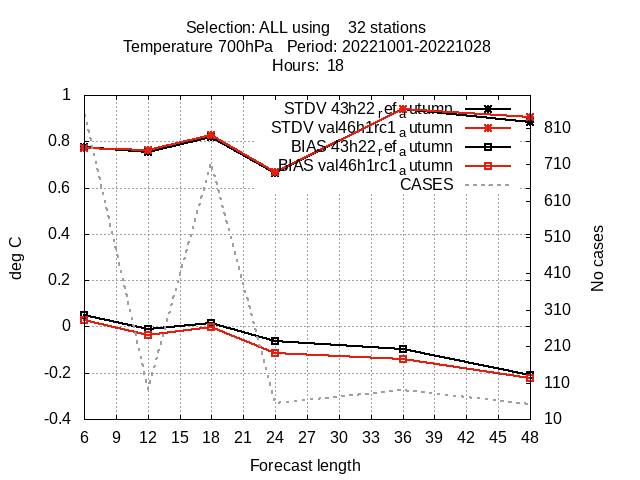 Selection: ALL using    32 stations
Temperature 700hPa   Period: 20221001-20221028
Hours: 18
STDV 43h22_ref_autumn
STDV val46h1rc1_autumn
BIAS 43h22_ref_autumn
BIAS val46h1rc1_autumn
CASES
deg C
1
0.8
0.6
0.4
0.2
0
-0.2
-0.4
No cases
810
710
610
510
410
310
210
110
10
6 9 12 15 18 21 24 27 30 33 36 39 42 45 48
Forecast length